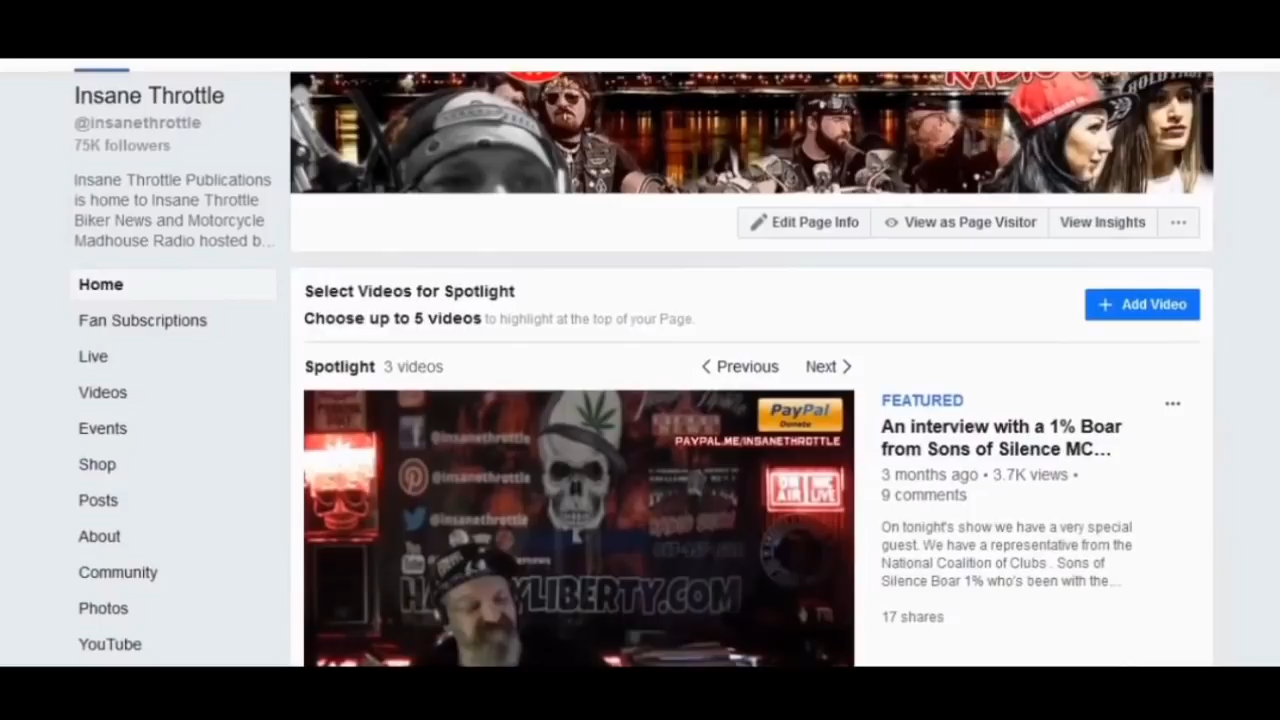 Insane Throttle
@insanethrottle
75K followers
Insane Throttle Publications
is home to Insane Throttle
Biker News and Motorcycle
Madhouse Radio hosted b...
Home
Fan Subscriptions
Live
Videos
Events
Shop
Posts
About
Community
Photos
YouTube
Edit Page Info
View as Page Visitor
View Insights
Select Videos for Spotlight
Choose up to 5 videos to highlight at the top of your Page.
+ Add Video
Spotlight 3 videos
Previous
Next
PayPal
Donate
PAYPAL.ME/INSANETHROTTLE
@insanethrottle
@insanethrottle
@insanethrottle
ON AIR
LIVE
YLIBERTY.COM
FEATURED
An interview with a 1% Boar
from Sons of Silence MC...
3 months ago • 3.7K views •
9 comments
On tonight's show we have a very special
guest. We have a representative from the
National Coalition of Clubs . Sons of
Silence Boar 1% who's been with the...
17 shares